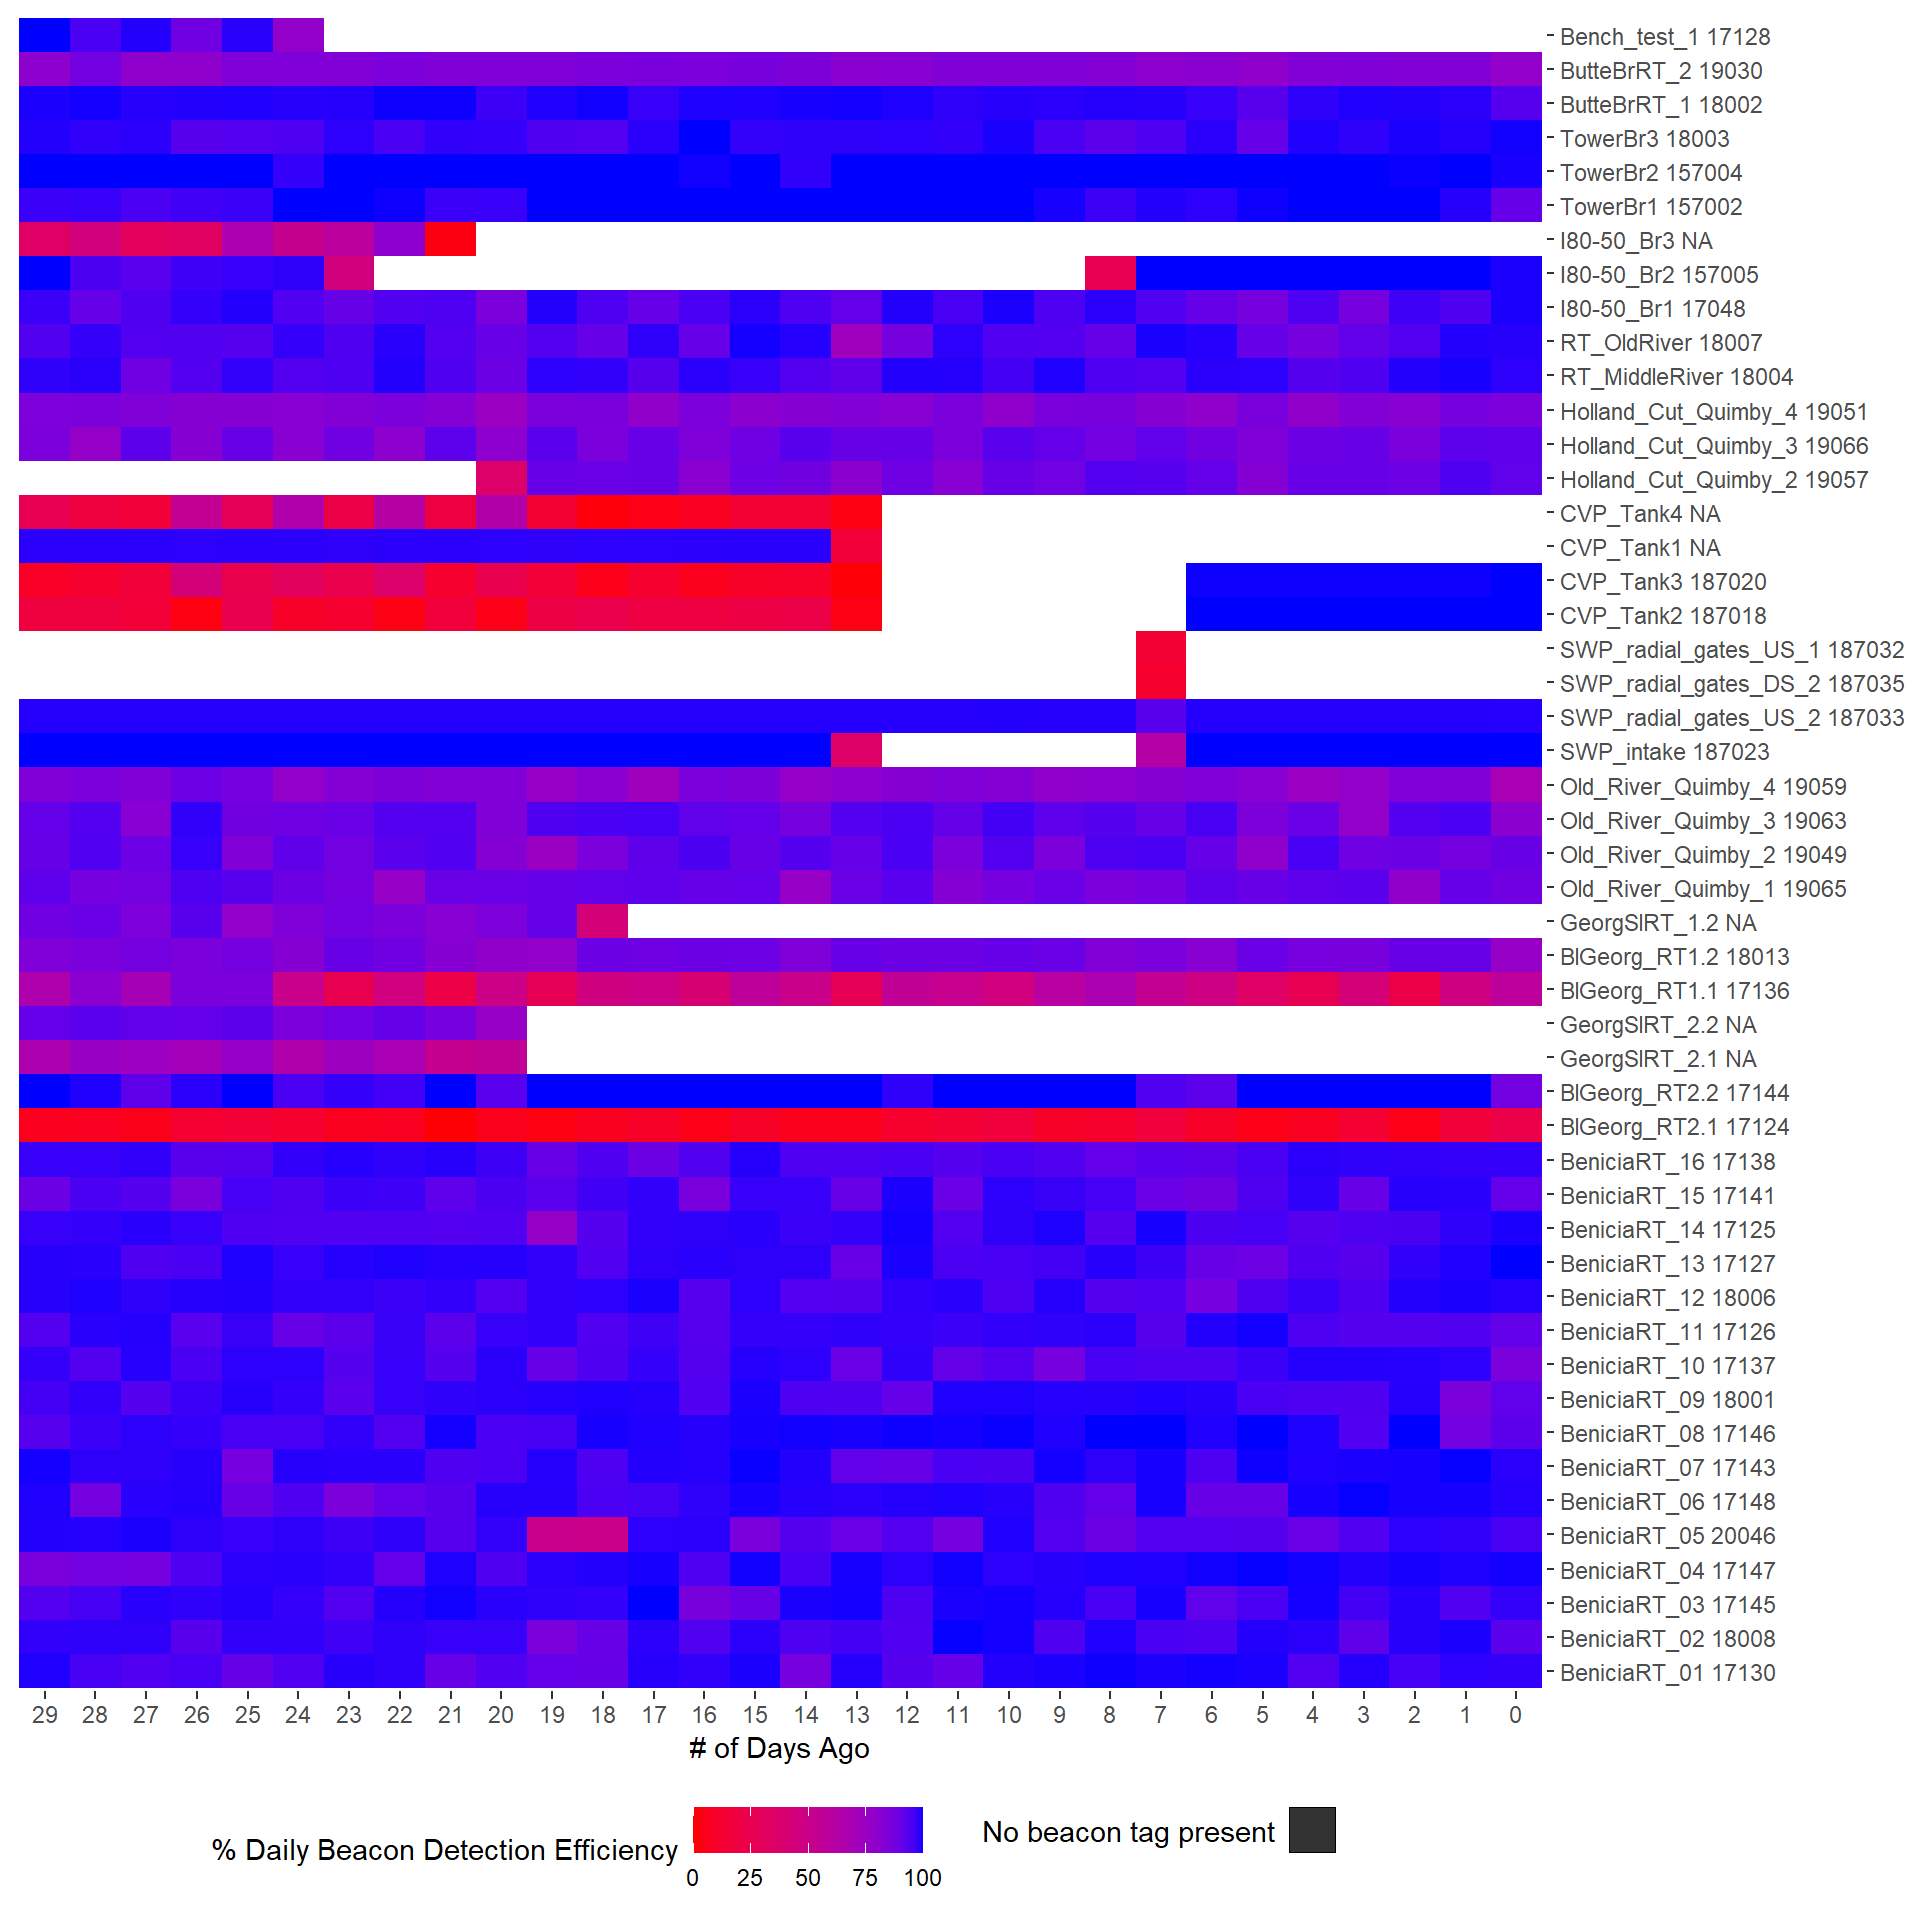 Bench_test_1 17128
ButteBrRT_2 19030
ButteBrRT_1 18002
TowerBr3 18003
TowerBr2 157004
TowerBr1 157002
I80-50_Br3 NA
I80-50_Br2 157005
I80-50_Br1 17048
RT_OldRiver 18007
RT_MiddleRiver 18004
Holland_Cut_Quimby_4 19051
Holland_Cut_Quimby_3 19066
Holland_Cut_Quimby_2 19057
CVP_Tank4 NA
CVP_Tank1 NA
CVP_Tank3 187020
CVP_Tank2 187018
SWP_radial_gates_US_1 187032
SWP_radial_gates_DS_2 187035
SWP_radial_gates_US_2 187033
SWP_intake 187023
Old_River_Quimby_4 19059
Old_River_Quimby_3 19063
Old_River_Quimby_2 19049
Old_River_Quimby_1 19065
GeorgSlRT_1.2 NA
BlGeorg_RT1.2 18013
BlGeorg_RT1.1 17136
GeorgSlRT_2.2 NA
GeorgSlRT_2.1 NA
BlGeorg_RT2.2 17144
BlGeorg_RT2.1 17124
BeniciaRT_16 17138
BeniciaRT_15 17141
BeniciaRT_14 17125
BeniciaRT_13 17127
BeniciaRT_12 18006
BeniciaRT_11 17126
BeniciaRT_10 17137
BeniciaRT_09 18001
BeniciaRT_08 17146
BeniciaRT_07 17143
BeniciaRT_06 17148
BeniciaRT_05 20046
BeniciaRT_04 17147
BeniciaRT_03 17145
BeniciaRT_02 18008
BeniciaRT_01 17130
29 28 27 26 25 24 23 22 21 20 19 18 17 16 15 14 13 12 11 10 9 8 7 6 5 4 3 2 1 0
# of Days Ago
% Daily Beacon Detection Efficiency
0 25 50 75 100
No beacon tag present